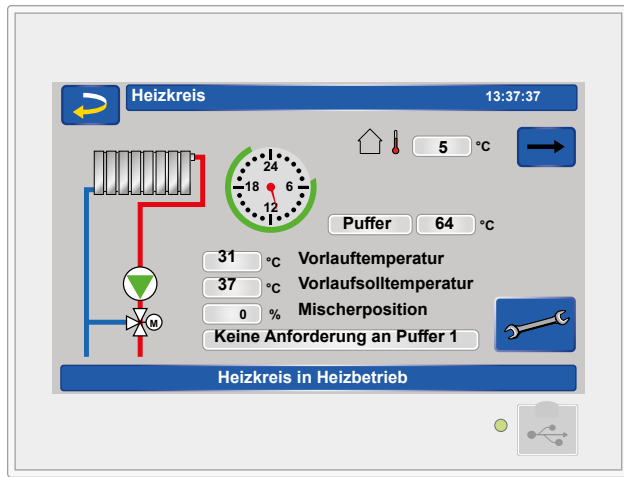 Heizkreis 13:37:37
5 °C
24
18 6
12
Puffer 64 °C
31 °C Vorlauftemperatur
37 °C Vorlaufsolltemperatur
0 % Mischerposition
M
Keine Anforderung an Puffer 1
Heizkreis in Heizbetrieb